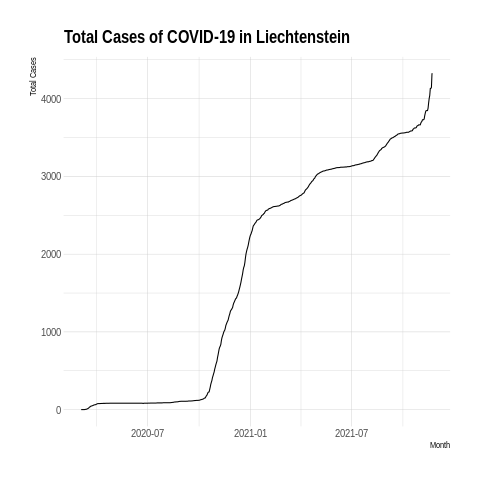 Total Cases of COVID-19 in Liechtenstein
Total Cases
4000
3000
2000
1000
0
2020-07 2021-01 2021-07
Month